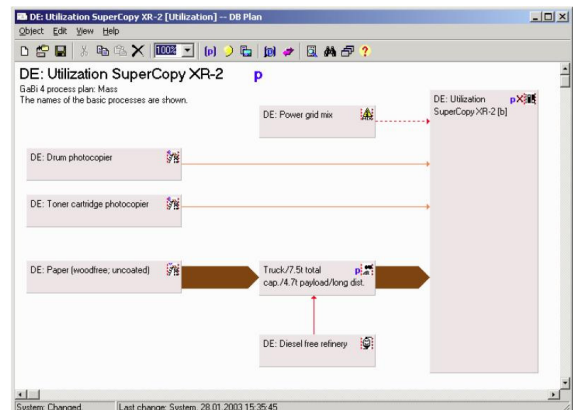 DE: Utilization SuperCopy XR-2 [Utilization] -- DB Plan
Object Edit View Help
100%
DE: Utilization SuperCopy XR-2 p
GaBi 4 process plan: Mass
The names of the basic processes are shown.
DE: Power grid mix
DE: Utilization
SuperCopy XR-2 [b]
pX
DE: Drum photocopier
DE: Toner cartridge photocopier
DE: Paper (woodfree; uncoated)
Truck/7.5t total
cap./4.7t payload/long dist.
p
DE: Diesel free refinery
System: Changed
Last change: System, 28.01.2003 15:35:45